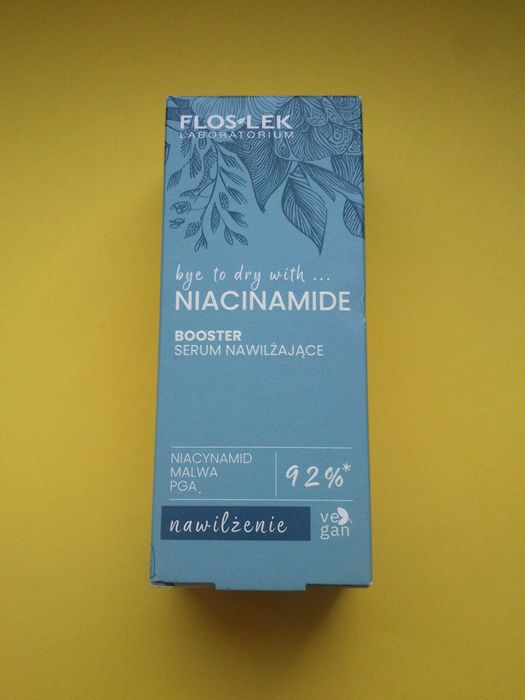 FLOS-LEK
LABORATORIUM
bye to dry with ...
NIACINAMIDE
BOOSTER
SERUM NAWILŻAJĄCE
NIACYNAMID
MALWA
PGA
92%*
nawilżenie
vegan